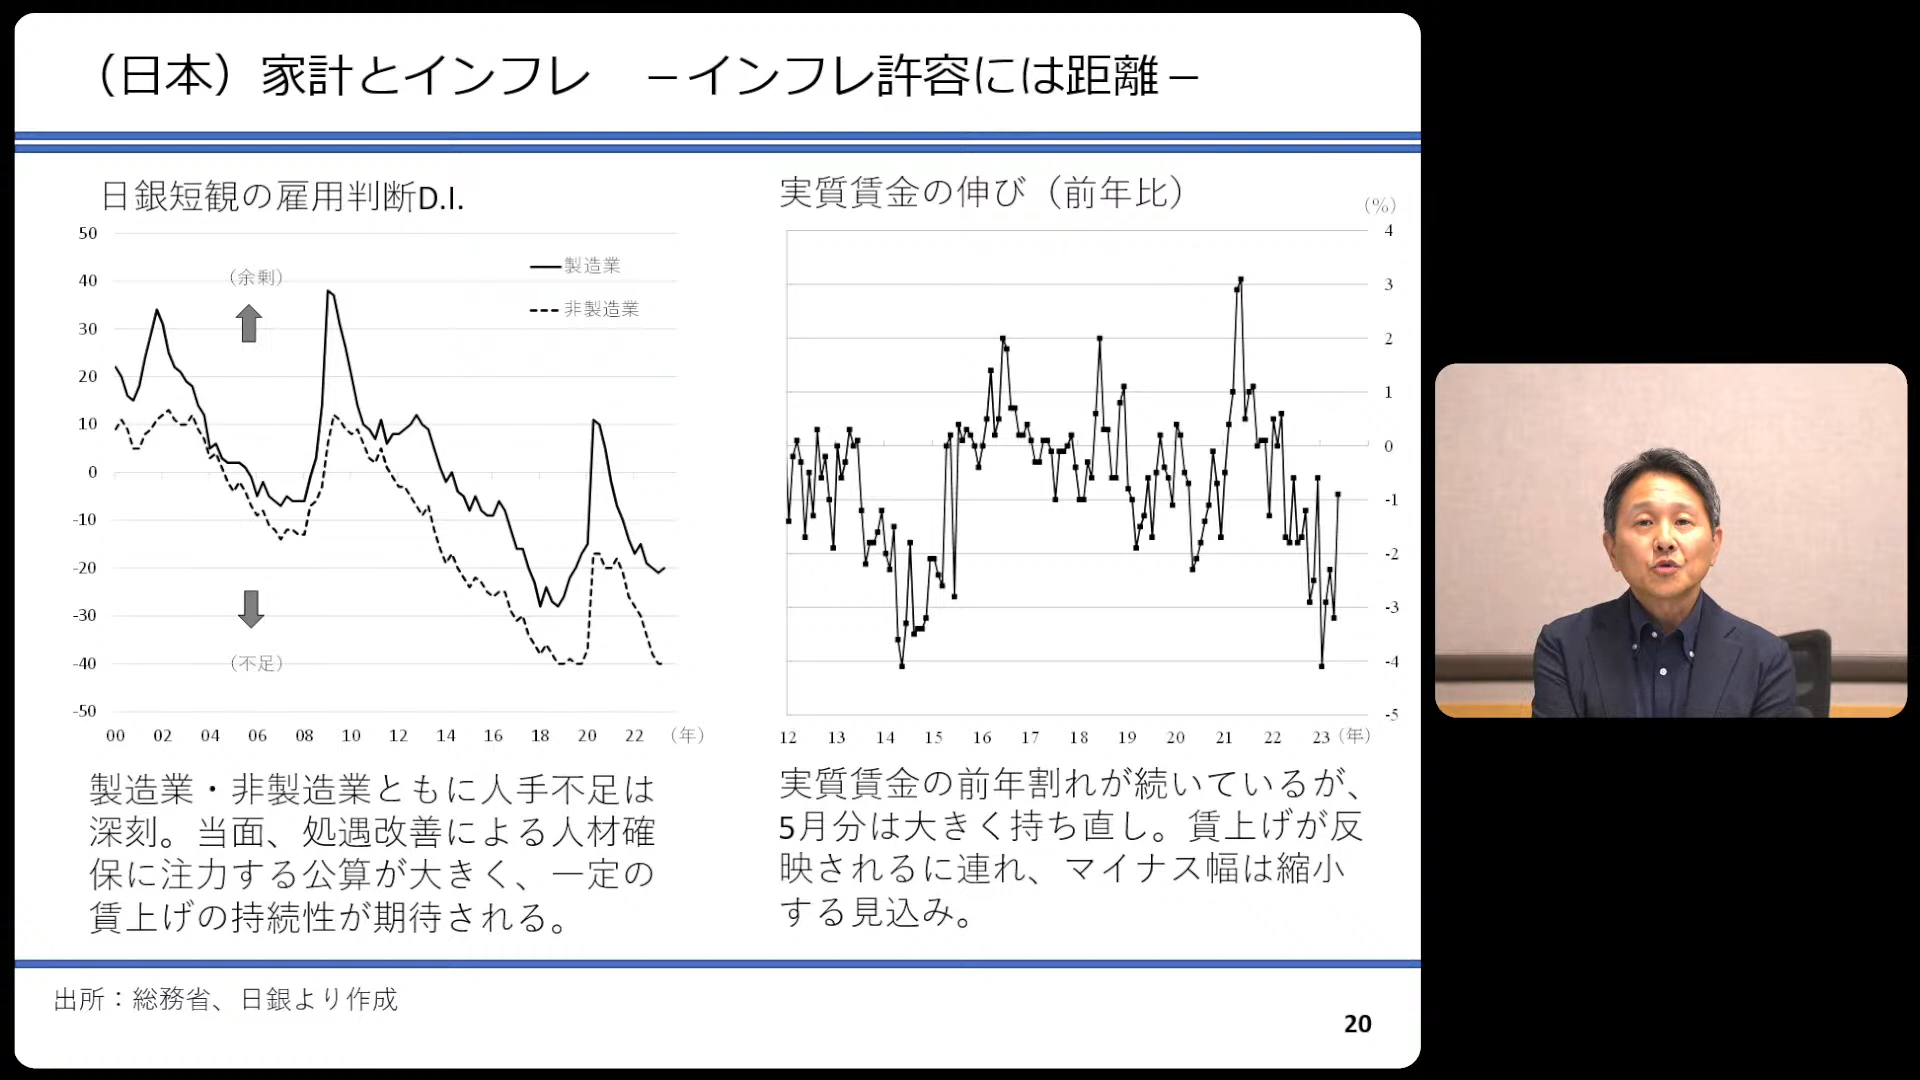 （日本）家計とインフレ　－インフレ許容には距離－
日銀短観の雇用判断D.I.
50
40
30
20
10
0
-10
-20
-30
-40
-50
（余剰）
（不足）
製造業
非製造業
00 02 04 06 08 10 12 14 16 18 20 22 （年）
製造業・非製造業ともに人手不足は
深刻。当面、処遇改善による人材確
保に注力する公算が大きく、一定の
賃上げの持続性が期待される。
実質賃金の伸び（前年比）
（%）
4
3
2
1
0
-1
-2
-3
-4
-5
12 13 14 15 16 17 18 19 20 21 22 23 （年）
実質賃金の前年割れが続いているが、
5月分は大きく持ち直し。賃上げが反
映されるに連れ、マイナス幅は縮小
する見込み。
出所：総務省、日銀より作成
20